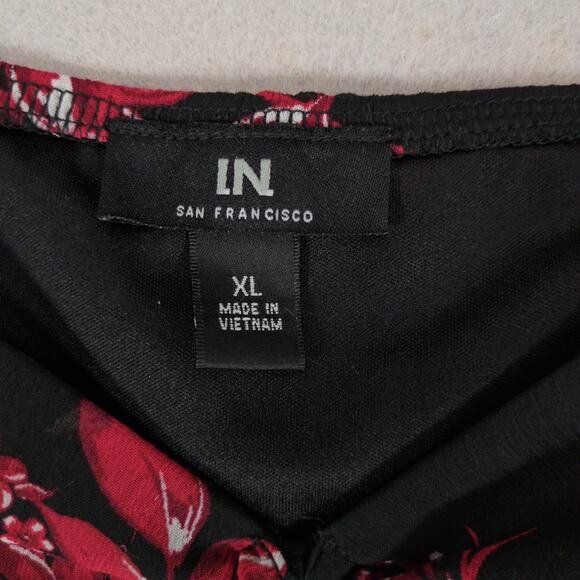 IN
SAN FRANCISCO
XL
MADE IN
VIETNAM